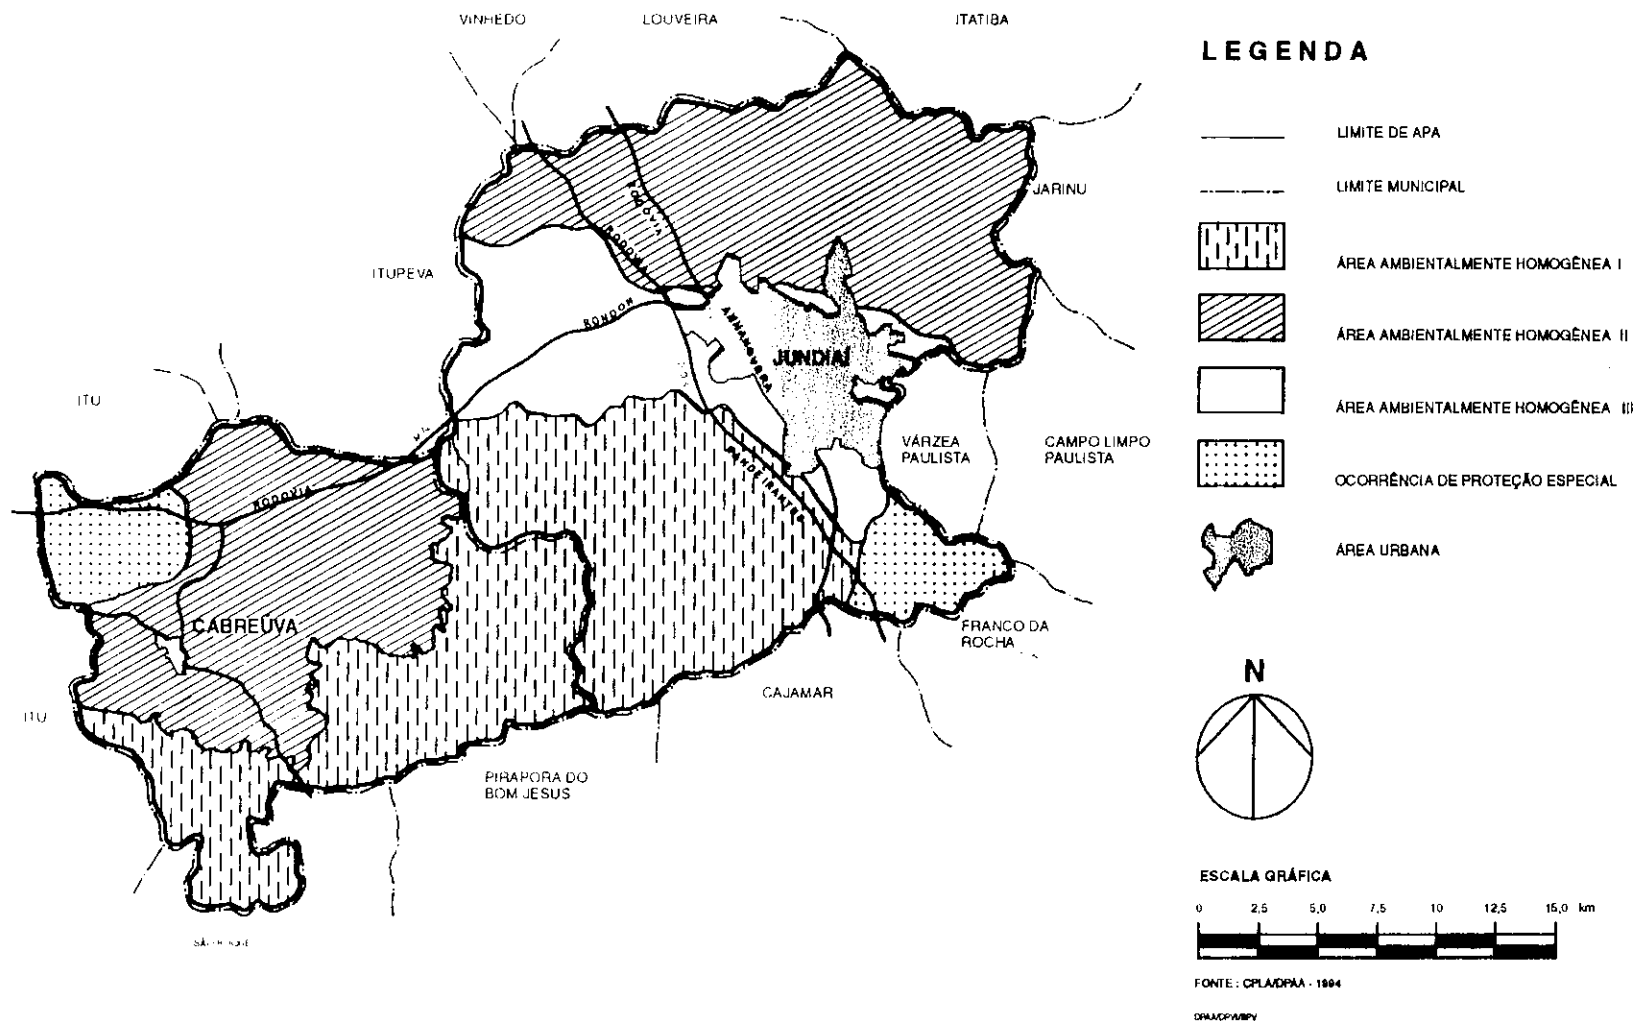 VINHEDO
LOUVEIRA
ITATIBA
LEGENDA
LIMITE DE APA
LIMITE MUNICIPAL
ÁREA AMBIENTALMENTE HOMOGÊNEA I
ÁREA AMBIENTALMENTE HOMOGÊNEA II
ÁREA AMBIENTALMENTE HOMOGÊNEA III
OCORRÊNCIA DE PROTEÇÃO ESPECIAL
ÁREA URBANA
JARINU
RODOVIA
RODOVIA
ITUPEVA
RONDON
ANHANGUERA
JUNDIAÍ
ITU
VÁRZEA
PAULISTA
CAMPO LIMPO
PAULISTA
BANDEIRANTES
RODOVIA
CABREÚVA
FRANCO DA
ROCHA
CAJAMAR
ITU
PIRAPORA DO
BOM JESUS
N
ESCALA GRÁFICA
0 2,5 5,0 7,5 10 12,5 15,0 km
FONTE : CPLA/DPAA - 1994